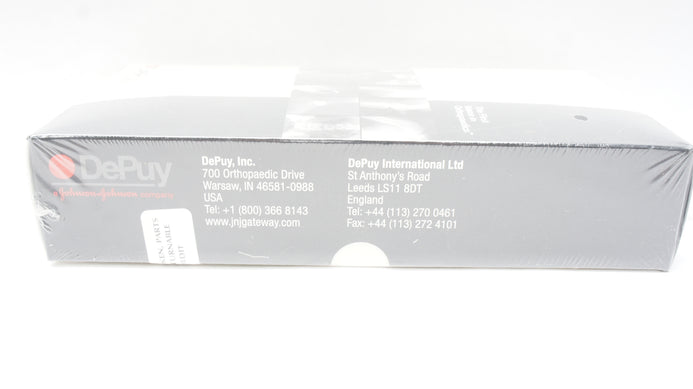 DePuy
a Johnson & Johnson company
DePuy, Inc.
700 Orthopaedic Drive
Warsaw, IN 46581-0988
USA
Tel: +1 (800) 366 8143
www.jnjgateway.com
DePuy International Ltd
St Anthony's Road
Leeds LS11 8DT
England
Tel: +44 (113) 270 0461
Fax: +44 (113) 272 4101
PARTS